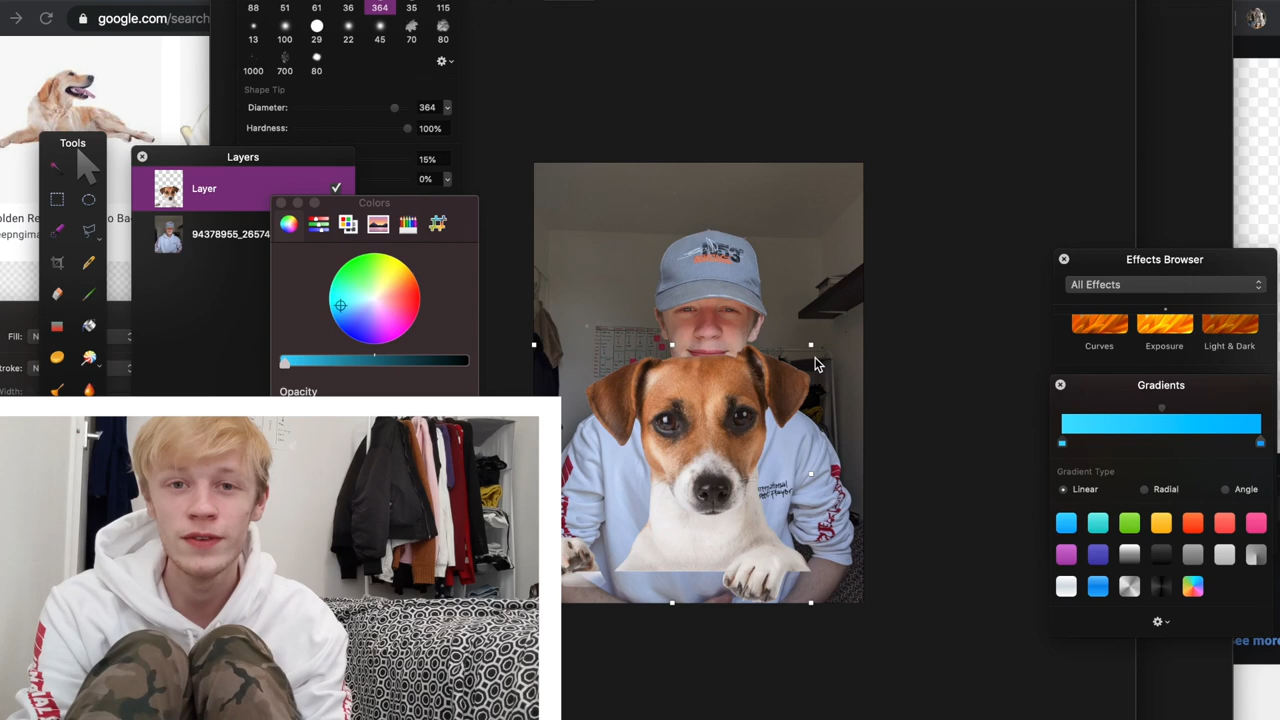 google.com/search
88 51 61 36 364 35 115
13 100 29 22 45 70 80
1000 700 80
Shape Tip
Diameter: 364
Hardness: 100%
15%
0%
Tools
Layers
Layer
94378955_26574
Colors
Opacity
Fill:
Width:
Effects Browser
All Effects
Curves Exposure Light & Dark
Gradients
Gradient Type
Linear Radial Angle
ee more